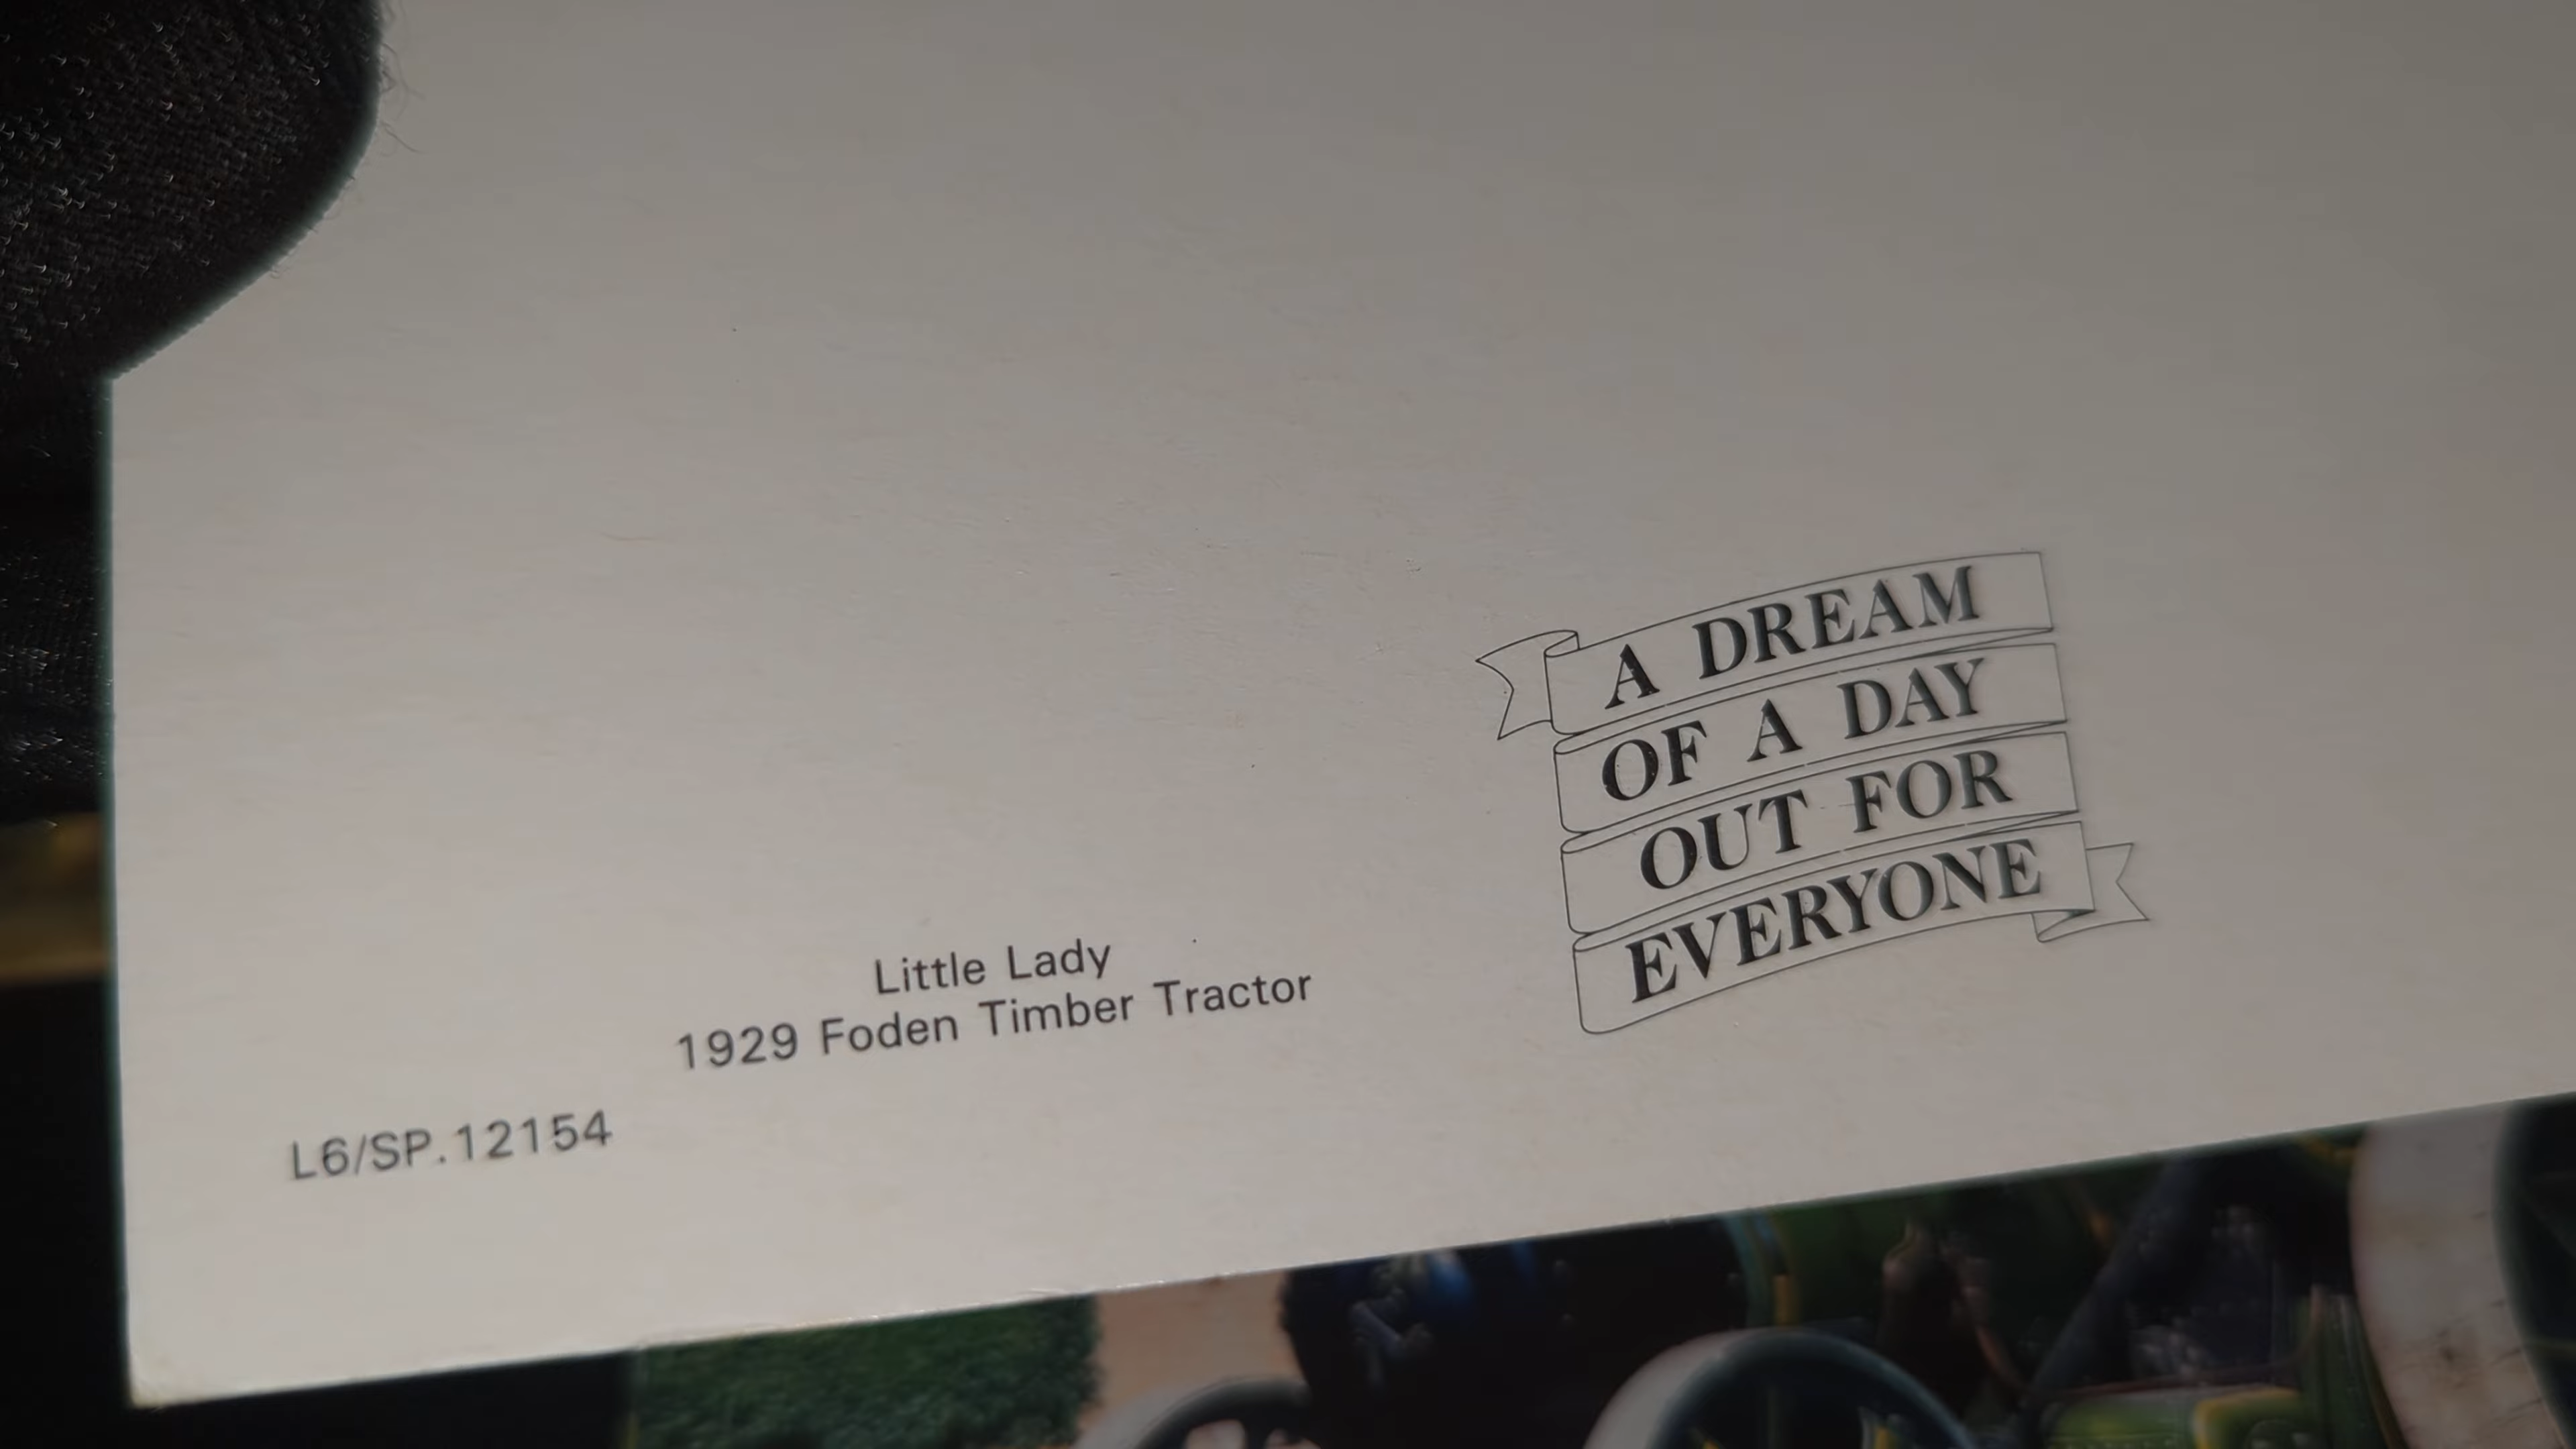 A DREAM
OF A DAY
OUT FOR
EVERYONE
Little Lady
1929 Foden Timber Tractor
L6/SP.12154